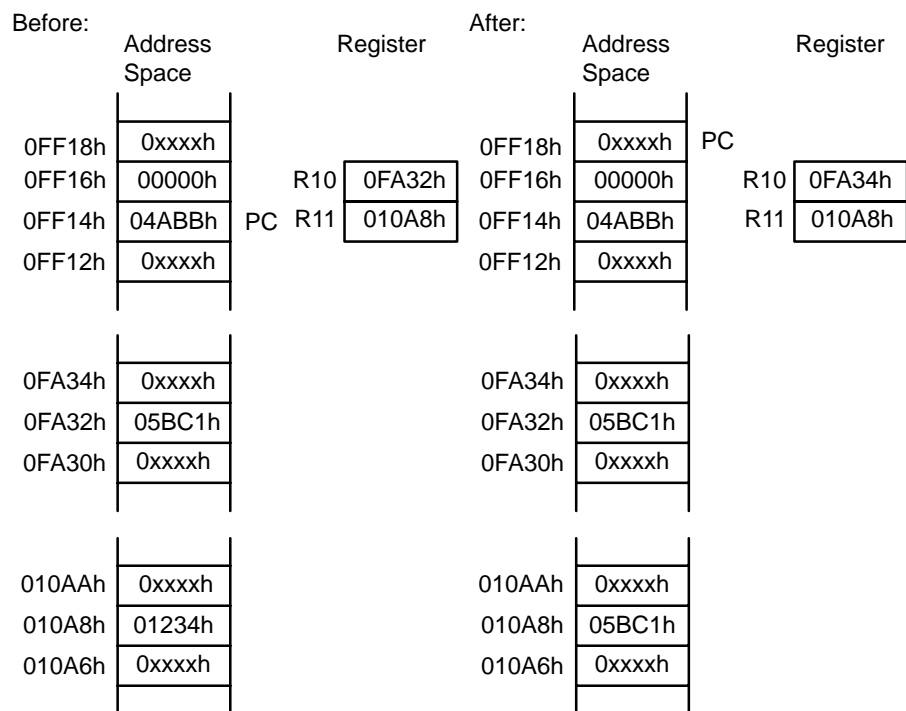 Before:
Address Space
Register
0FF18h 0xxxxh
0FF16h 00000h R10 0FA32h
0FF14h 04ABBh PC R11 010A8h
0FF12h 0xxxxh
0FA34h 0xxxxh
0FA32h 05BC1h
0FA30h 0xxxxh
010AAh 0xxxxh
010A8h 01234h
010A6h 0xxxxh
After:
Address Space
Register
0FF18h 0xxxxh PC
0FF16h 00000h R10 0FA34h
0FF14h 04ABBh R11 010A8h
0FF12h 0xxxxh
0FA34h 0xxxxh
0FA32h 05BC1h
0FA30h 0xxxxh
010AAh 0xxxxh
010A8h 05BC1h
010A6h 0xxxxh